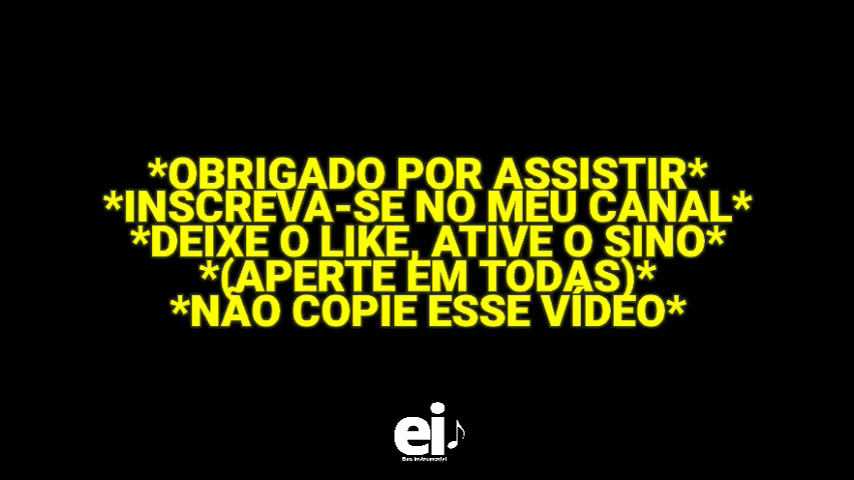 *OBRIGADO POR ASSISTIR*
*INSCREVA-SE NO MEU CANAL*
*DEIXE O LIKE, ATIVE O SINO*
*(APERTE EM TODAS)*
*NÃO COPIE ESSE VÍDEO*
ei